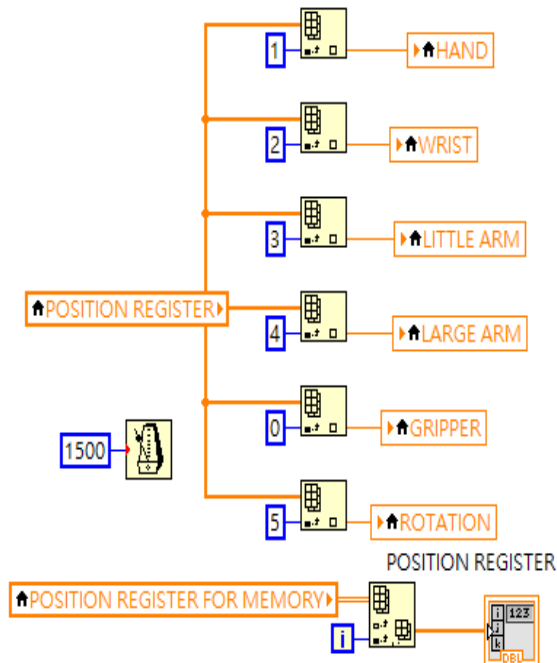 1
HAND
2
WRIST
3
LITTLE ARM
POSITION REGISTER
4
LARGE ARM
0
GRIPPER
1500
5
ROTATION
POSITION REGISTER
POSITION REGISTER FOR MEMORY
i
i 123
j
k
DBL